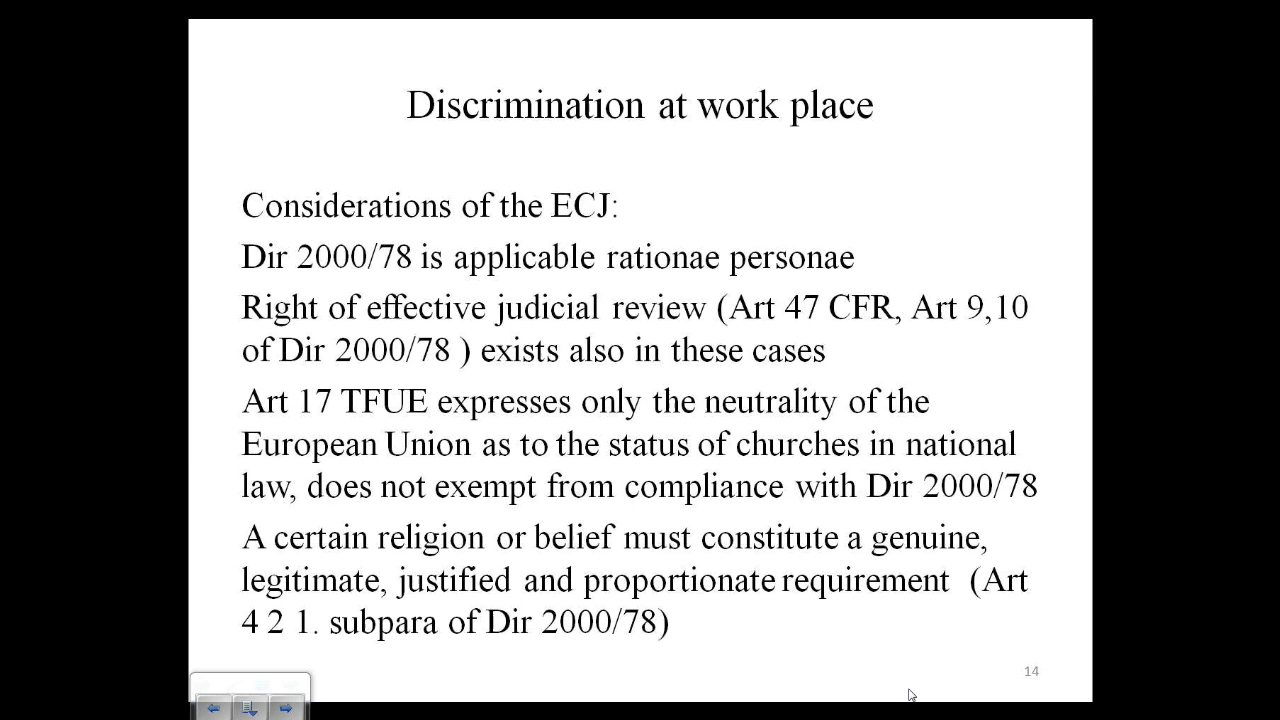 Discrimination at work place
Considerations of the ECJ:
Dir 2000/78 is applicable rationae personae
Right of effective judicial review (Art 47 CFR, Art 9,10
of Dir 2000/78 ) exists also in these cases
Art 17 TFUE expresses only the neutrality of the
European Union as to the status of churches in national
law, does not exempt from compliance with Dir 2000/78
A certain religion or belief must constitute a genuine,
legitimate, justified and proportionate requirement (Art
4 2 1. subpara of Dir 2000/78)
14